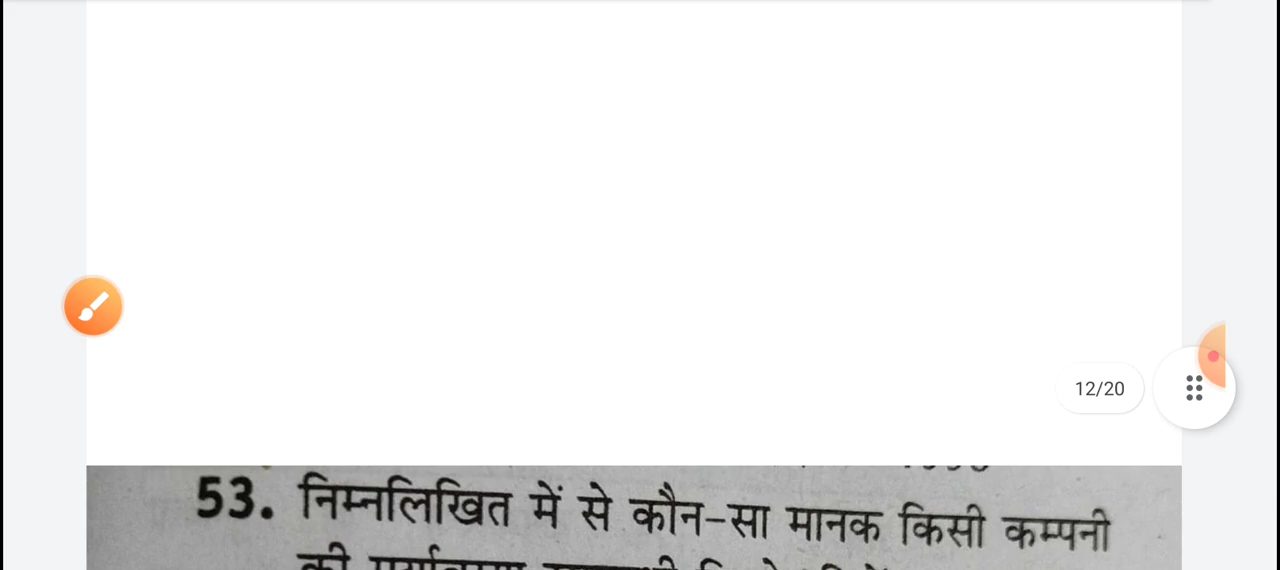 12/20
53. निम्नलिखित में से कौन-सा मानक किसी कम्पनी
की